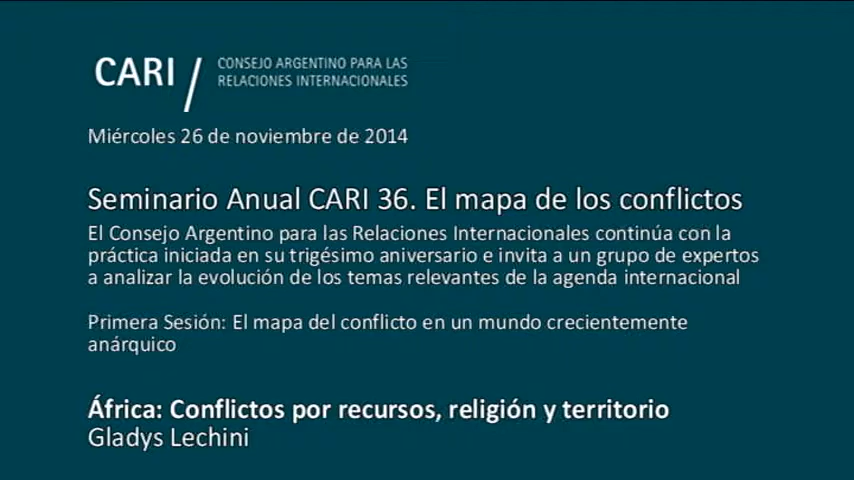 CARI /
CONSEJO ARGENTINO PARA LAS
RELACIONES INTERNACIONALES
Miércoles 26 de noviembre de 2014
Seminario Anual CARI 36. El mapa de los conflictos
El Consejo Argentino para las Relaciones Internacionales continúa con la
práctica iniciada en su trigésimo aniversario e invita a un grupo de expertos
a analizar la evolución de los temas relevantes de la agenda internacional
Primera Sesión: El mapa del conflicto en un mundo crecientemente
anárquico
África: Conflictos por recursos, religión y territorio
Gladys Lechini